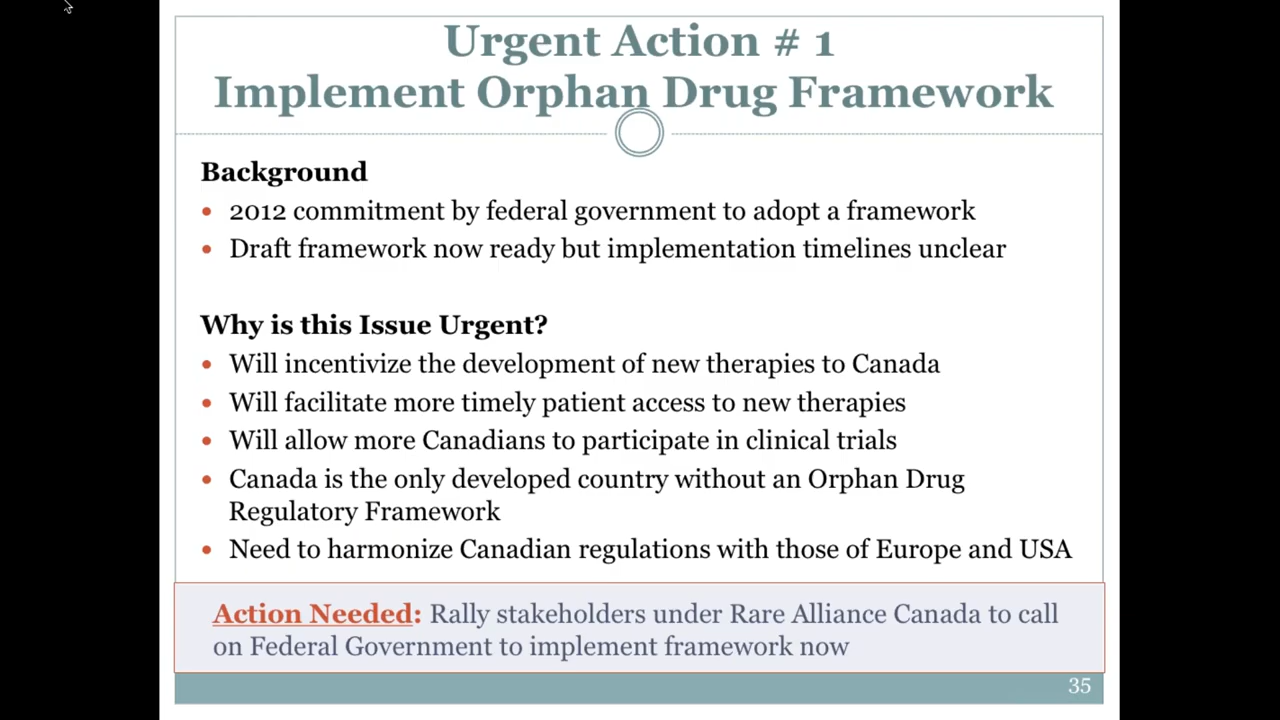 Urgent Action # 1
Implement Orphan Drug Framework
Background
• 2012 commitment by federal government to adopt a framework
• Draft framework now ready but implementation timelines unclear
Why is this Issue Urgent?
• Will incentivize the development of new therapies to Canada
• Will facilitate more timely patient access to new therapies
• Will allow more Canadians to participate in clinical trials
• Canada is the only developed country without an Orphan Drug
Regulatory Framework
• Need to harmonize Canadian regulations with those of Europe and USA
Action Needed: Rally stakeholders under Rare Alliance Canada to call
on Federal Government to implement framework now
35